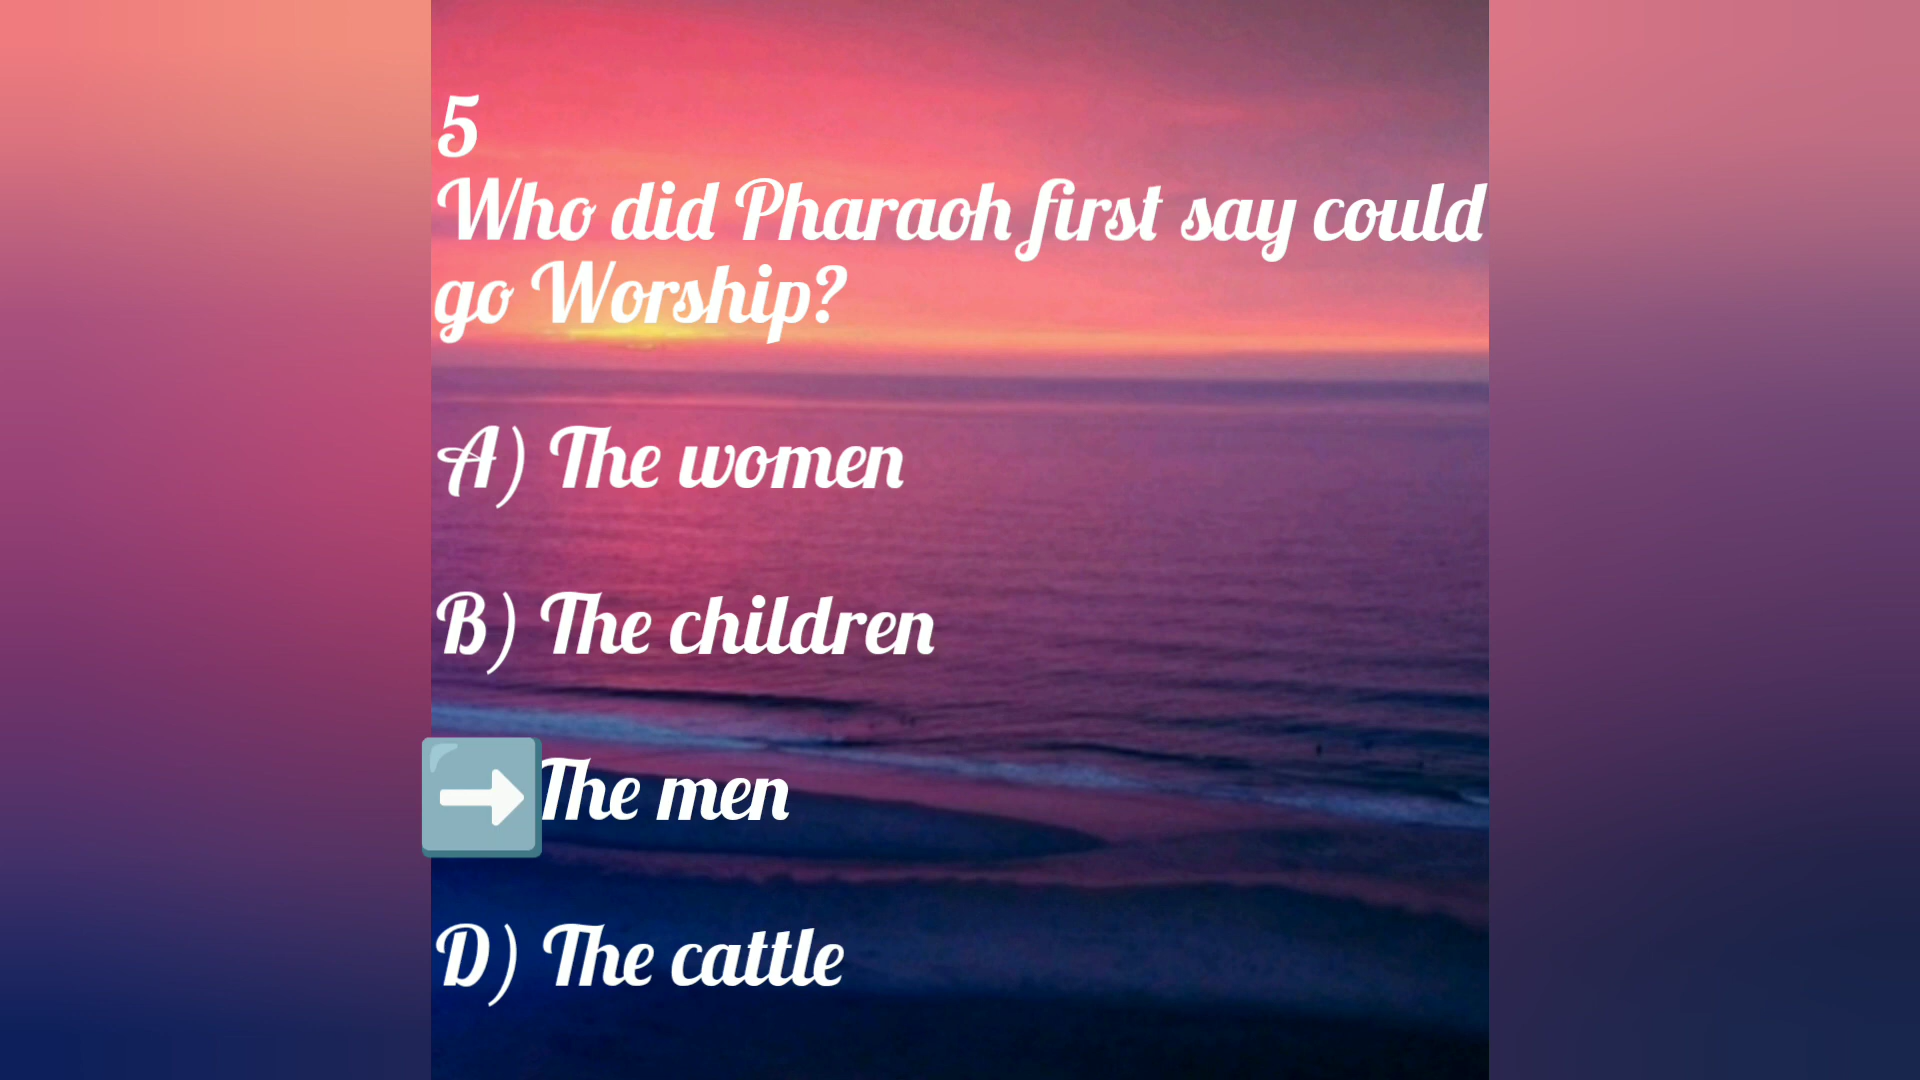 5
Who did Pharaoh first say could
go Worship?
A) The women
B) The children
The men
D) The cattle